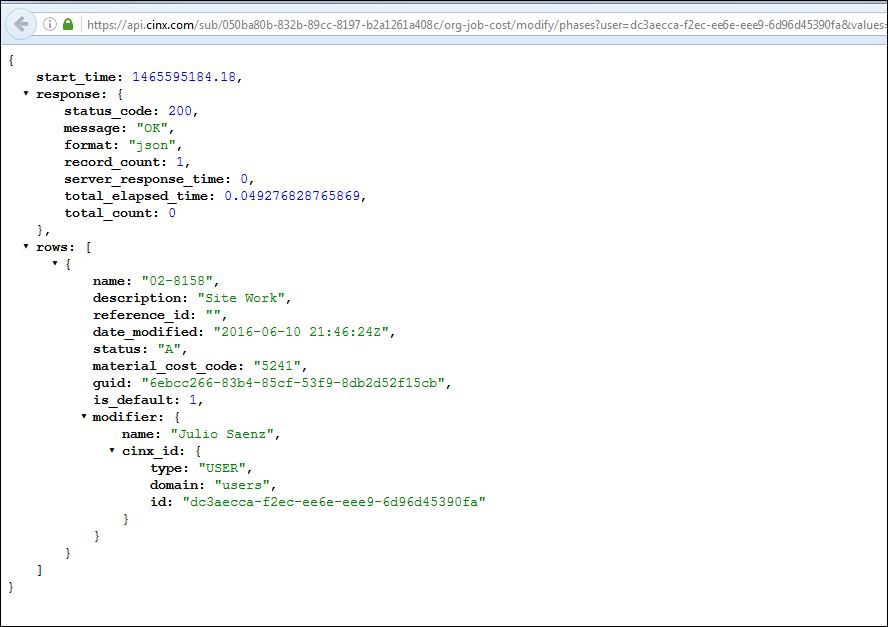 https://api.cinx.com/sub/050ba80b-832b-89cc-8197-b2a1261a408c/org-job-cost/modify/phases?user=dc3aecca-f2ec-ee6e-eee9-6d96d45390fa&values=
{
start_time: 1465595184.18,
response: {
status_code: 200,
message: "OK",
format: "json",
record_count: 1,
server_response_time: 0,
total_elapsed_time: 0.049276828765869,
total_count: 0
},
rows: [
{
name: "02-8158",
description: "Site Work",
reference_id: "",
date_modified: "2016-06-10 21:46:24Z",
status: "A",
material_cost_code: "5241",
guid: "6ebcc266-83b4-85cf-53f9-8db2d52f15cb",
is_default: 1,
modifier: {
name: "Julio Saenz",
cinx_id: {
type: "USER",
domain: "users",
id: "dc3aecca-f2ec-ee6e-eee9-6d96d45390fa"
}
}
}
]
}